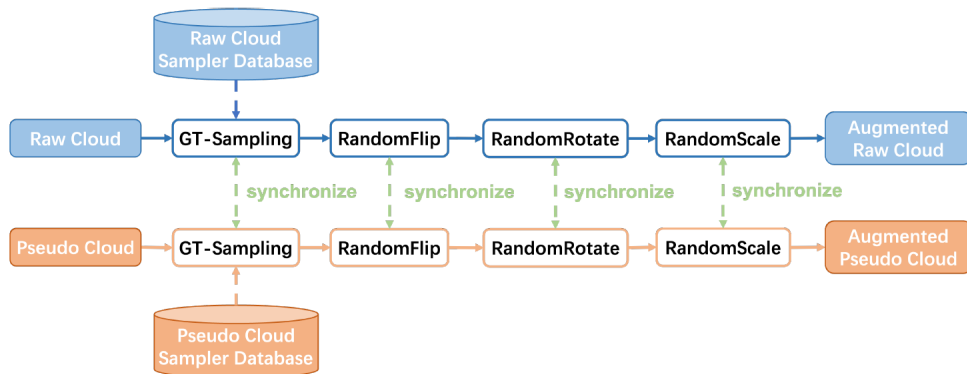 Raw Cloud
Sampler Database
Raw Cloud
GT-Sampling
RandomFlip
RandomRotate
RandomScale
Augmented
Raw Cloud
synchronize
synchronize
synchronize
synchronize
Pseudo Cloud
GT-Sampling
RandomFlip
RandomRotate
RandomScale
Augmented
Pseudo Cloud
Pseudo Cloud
Sampler Database